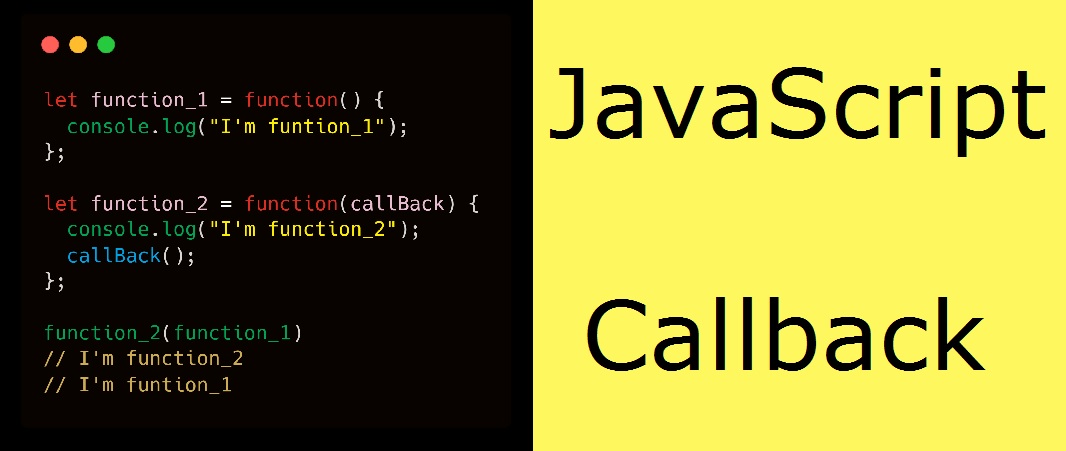 let function_1 = function() {
  console.log("I'm funtion_1");
};
let function_2 = function(callBack) {
  console.log("I'm function_2");
  callBack();
};
function_2(function_1)
// I'm function_2
// I'm funtion_1
JavaScript
Callback